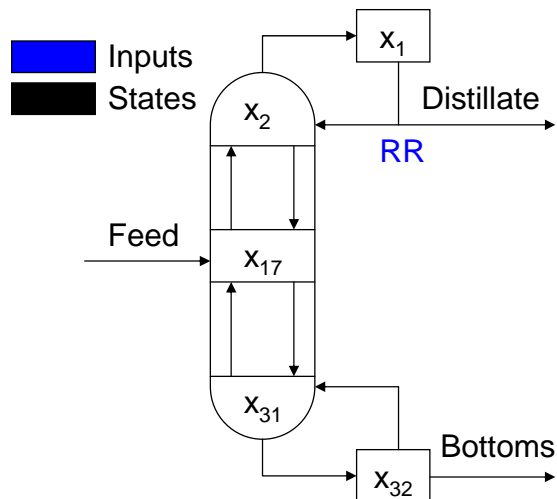 x1
Inputs
States
Distillate
x2
RR
Feed
x17
x31
Bottoms
x32